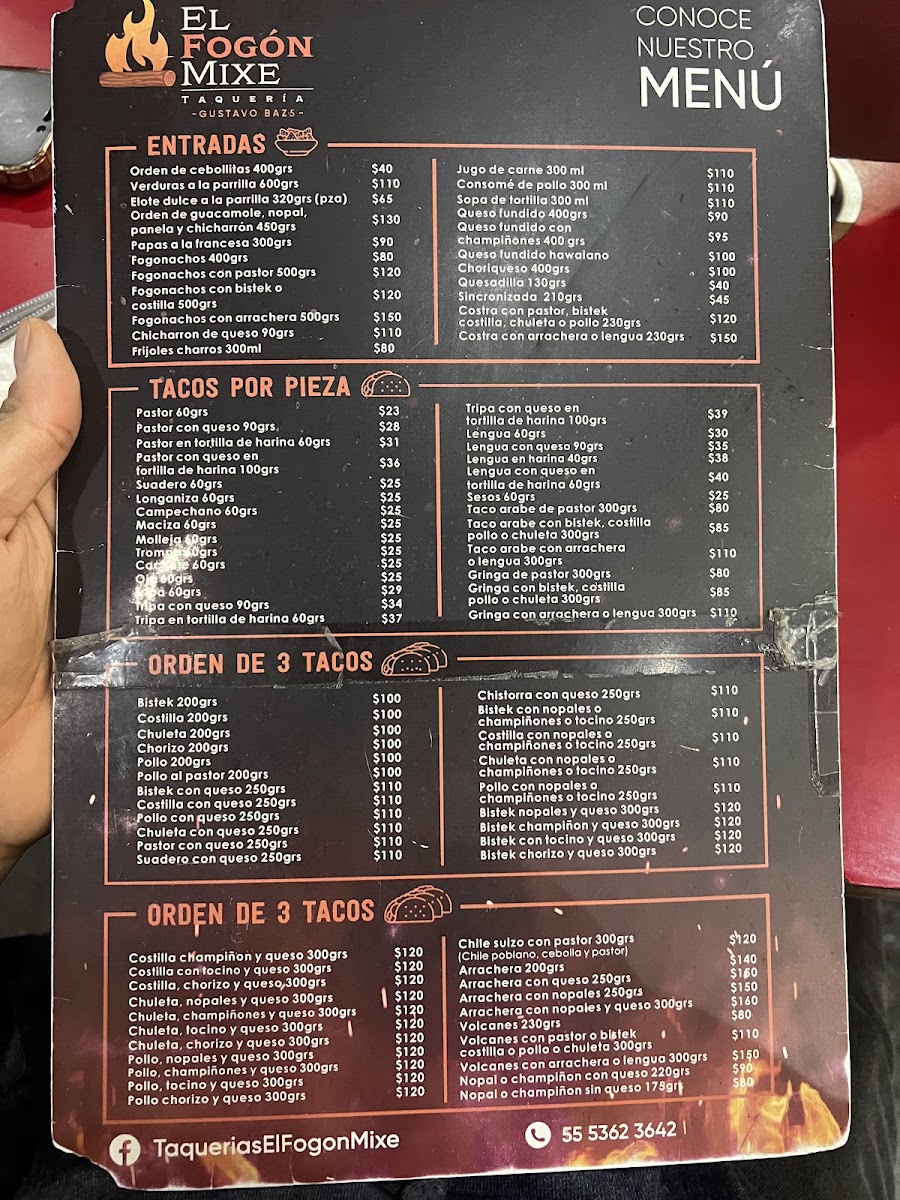 EL
FOGÓN
MIXE
TAQUERÍA
-GUSTAVO BAZ5-
CONOCE
NUESTRO
MENÚ
ENTRADAS
Orden de cebollitas 400grs $40
Verduras a la parrilla 600grs $110
Elote dulce a la parrilla 320grs (pza) $65
Orden de guacamole, nopal,
panela y chicharrón 450grs $130
Papas a la francesa 300grs $90
Fogonachos 400grs $80
Fogonachos con pastor 500grs $120
Fogonachos con bistek o
costilla 500grs $120
Fogonachos con arrachera 500grs $150
Chicharron de queso 90grs $110
Frijoles charros 300ml $80
Jugo de carne 300 ml $110
Consomé de pollo 300 ml $110
Sopa de tortilla 300 ml $110
Queso fundido 400grs $90
Queso fundido con
champiñones 400 grs $95
Queso fundido hawaiano $100
Choriqueso 400grs $100
Quesadilla 130grs $40
Sincronizada 210grs $45
Costra con pastor, bistek
costilla, chuleta o pollo 230grs $120
Costra con arrachera o lengua 230grs $150
TACOS POR PIEZA
Pastor 60grs $23
Pastor con queso 90grs $28
Pastor en tortilla de harina 60grs $31
Pastor con queso en
tortilla de harina 100grs $36
Suadero 60grs $25
Longaniza 60grs $25
Campechano 60grs $25
Maciza 60grs $25
Molleja 60grs $25
Trompa 60grs $25
Cachete 60grs $25
Ojo 60grs $25
60grs $29
Tripa con queso 90grs $34
Tripa en tortilla de harina 60grs $37
Tripa con queso en
tortilla de harina 100grs $39
Lengua 60grs $30
Lengua con queso 90grs $35
Lengua en harina 40grs $38
Lengua con queso en
tortilla de harina 60grs $40
Sesos 60grs $25
Taco arabe de pastor 300grs $80
Taco arabe con bistek, costilla
pollo o chuleta 300grs $85
Taco arabe con arrachera
o lengua 300grs $110
Gringa de pastor 300grs $80
Gringa con bistek, costilla
pollo o chuleta 300grs $85
Gringa con arrachera o lengua 300grs $110
ORDEN DE 3 TACOS
Bistek 200grs $100
Costilla 200grs $100
Chuleta 200grs $100
Chorizo 200grs $100
Pollo 200grs $100
Pollo al pastor 200grs $100
Bistek con queso 250grs $110
Costilla con queso 250grs $110
Pollo con queso 250grs $110
Chuleta con queso 250grs $110
Pastor con queso 250grs $110
Suadero con queso 250grs $110
Chistorra con queso 250grs $110
Bistek con nopales o
champiñones o tocino 250grs $110
Costilla con nopales o
champiñones o tocino 250grs $110
Chuleta con nopales o
champiñones o tocino 250grs $110
Pollo con nopales o
champiñones o tocino 250grs $110
Bistek nopales y queso 300grs $120
Bistek champiñon y queso 300grs $120
Bistek con tocino y queso 300grs $120
Bistek chorizo y queso 300grs $120
ORDEN DE 3 TACOS
Costilla champiñon y queso 300grs $120
Costilla con tocino y queso 300grs $120
Costilla, chorizo y queso 300grs $120
Chuleta, nopales y queso 300grs $120
Chuleta, champiñones y queso 300grs $120
Chuleta, tocino y queso 300grs $120
Chuleta, chorizo y queso 300grs $120
Pollo, nopales y queso 300grs $120
Pollo, champiñones y queso 300grs $120
Pollo, tocino y queso 300grs $120
Pollo chorizo y queso 300grs $120
Chile suizo con pastor 300grs $120
(Chile poblano, cebolla y pastor)
Arrachera 200grs $140
Arrachera con queso 250grs $160
Arrachera con nopales 250grs $150
Arrachera con nopales y queso 300grs $160
Volcanes 230grs $80
Volcanes con pastor o bistek
costilla o pollo o chuleta 300grs $110
Volcanes con arrachera o lengua 300grs $150
Nopal o champiñon con queso 220grs $90
Nopal o champiñon sin queso 175grs $80
TaqueriasElFogonMixe
55 5362 3642